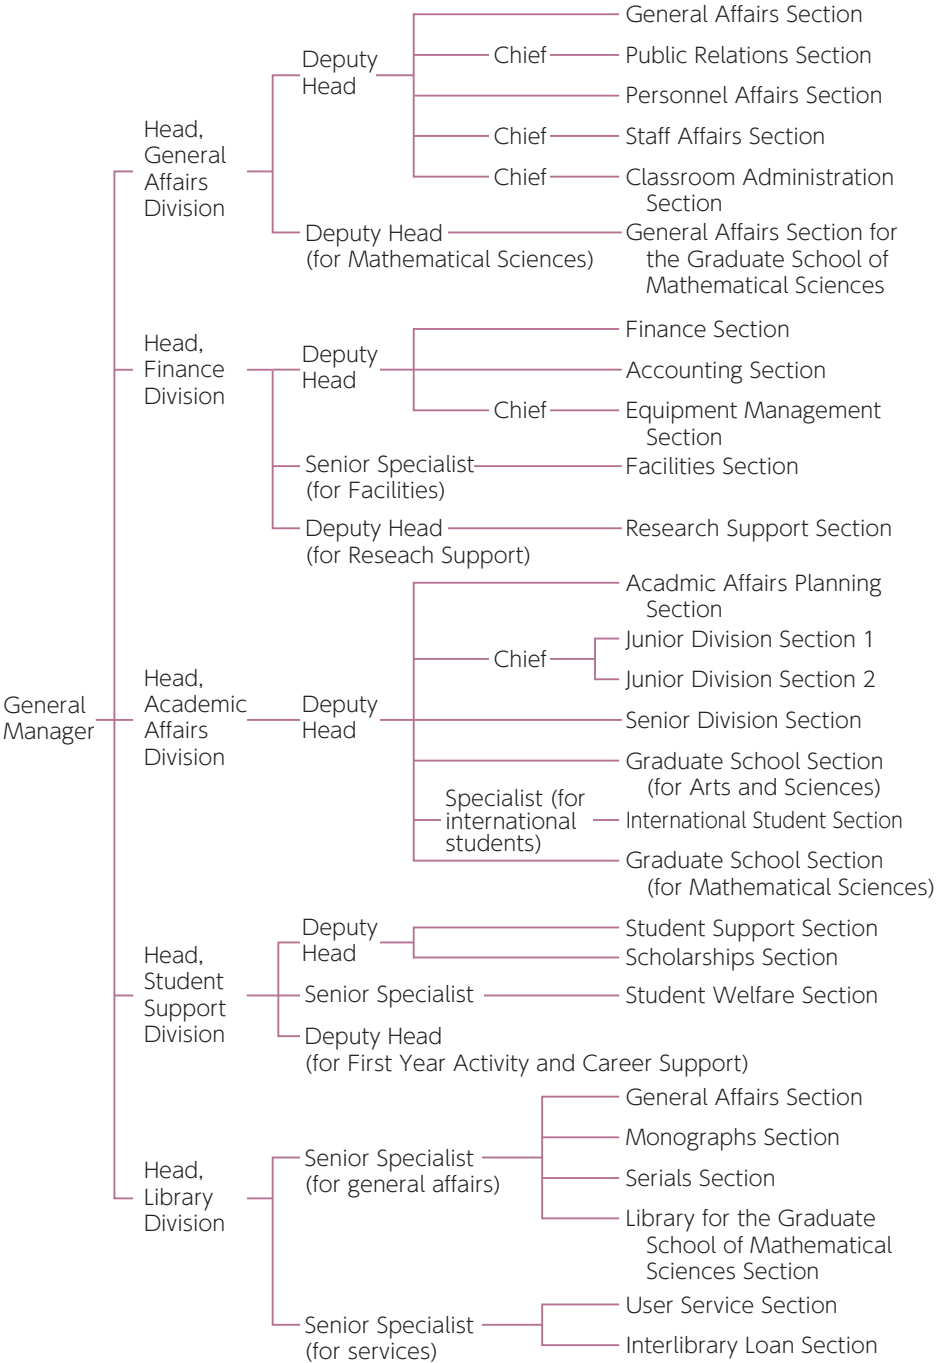 General Affairs Section
Deputy
Head
Chief
Public Relations Section
Personnel Affairs Section
Chief
Staff Affairs Section
Chief
Classroom Administration
Section
Head,
General
Affairs
Division
Deputy Head
(for Mathematical Sciences)
General Affairs Section for
the Graduate School of
Mathematical Sciences
Head,
Finance
Division
Deputy
Head
Finance Section
Accounting Section
Chief
Equipment Management
Section
Senior Specialist
(for Facilities)
Facilities Section
Deputy Head
(for Reseach Support)
Research Support Section
General
Manager
Head,
Academic
Affairs
Division
Deputy
Head
Acadmic Affairs Planning
Section
Chief
Junior Division Section 1
Junior Division Section 2
Senior Division Section
Graduate School Section
(for Arts and Sciences)
Specialist (for
international
students)
International Student Section
Graduate School Section
(for Mathematical Sciences)
Head,
Student
Support
Division
Deputy
Head
Student Support Section
Scholarships Section
Senior Specialist
Student Welfare Section
Deputy Head
(for First Year Activity and Career Support)
Head,
Library
Division
Senior Specialist
(for general affairs)
General Affairs Section
Monographs Section
Serials Section
Library for the Graduate
School of Mathematical
Sciences Section
Senior Specialist
(for services)
User Service Section
Interlibrary Loan Section